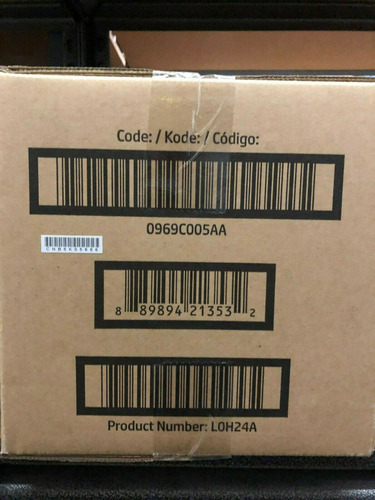 Code: / Kode: / Código:
0969C005AA
8 89894 21353 2
Product Number: L0H24A